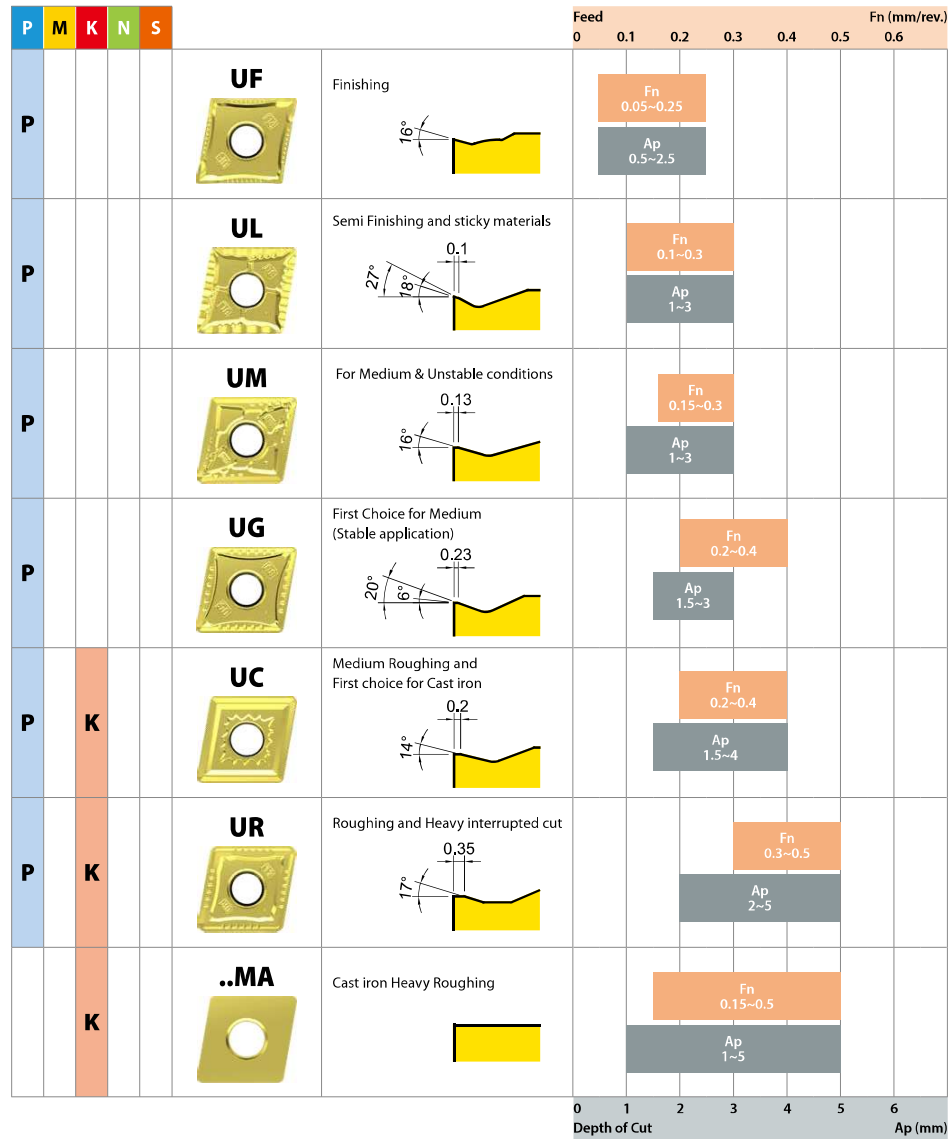 P M K N S
Feed Fn (mm/rev.)
0 0.1 0.2 0.3 0.4 0.5 0.6
P
UF
Finishing
16°
Fn
0.05~0.25
Ap
0.5~2.5
P
UL
Semi Finishing and sticky materials
0.1
27°
18°
Fn
0.1~0.3
Ap
1~3
P
UM
For Medium & Unstable conditions
0.13
16°
Fn
0.15~0.3
Ap
1~3
P
UG
First Choice for Medium
(Stable application)
0.23
20°
6°
Fn
0.2~0.4
Ap
1.5~3
P K
UC
Medium Roughing and
First choice for Cast iron
0.2
14°
Fn
0.2~0.4
Ap
1.5~4
P K
UR
Roughing and Heavy interrupted cut
0.35
17°
Fn
0.3~0.5
Ap
2~5
K
..MA
Cast iron Heavy Roughing
Fn
0.15~0.5
Ap
1~5
0 1 2 3 4 5 6
Depth of Cut Ap (mm)